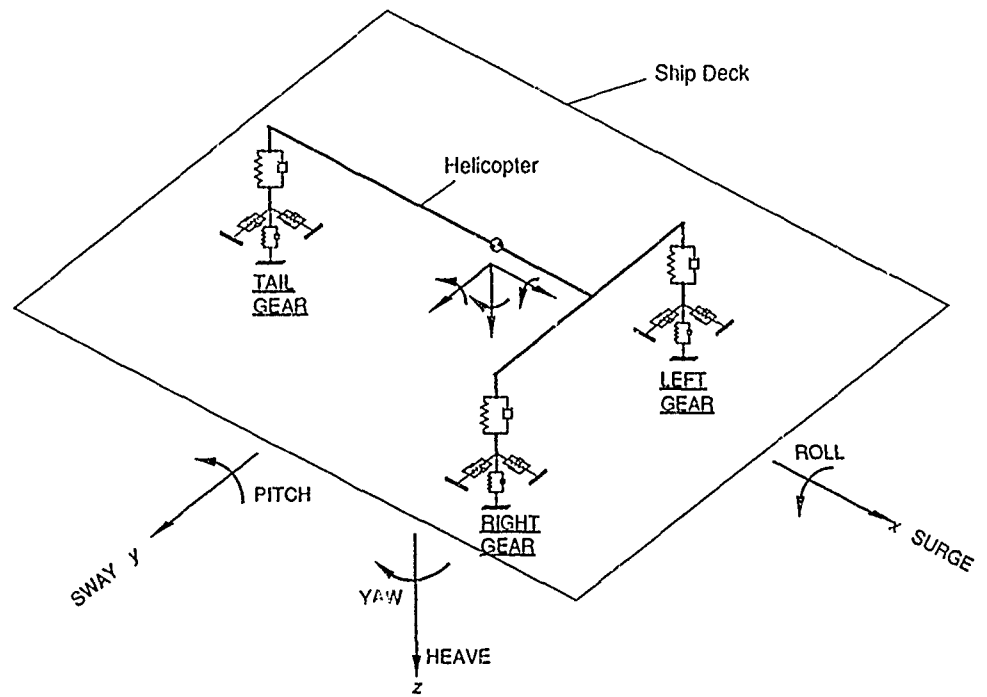 Ship Deck
Helicopter
TAIL
GEAR
LEFT
GEAR
RIGHT
GEAR
ROLL
x SURGE
PITCH
SWAY y
YAW
HEAVE
z